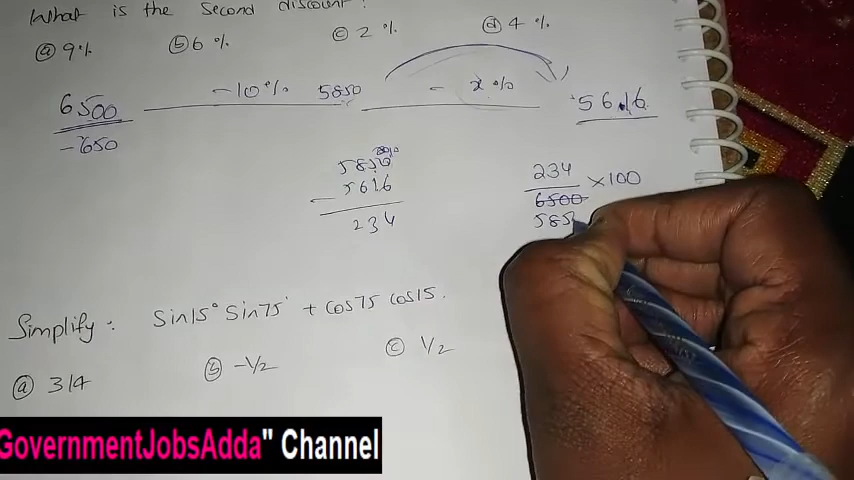 What is the Second discount?
(a) 9% (b) 6 % (c) 2 % (d) 4 %
6500 -10% 5850 - x % 5616
-650
5850
- 5616
234
234
6500 ×100
585
Simplify : Sin15° Sin75° + Cos75 Cos15.
(a) 3/4 (b) -1/2 (c) 1/2
GovernmentJobsAdda" Channel